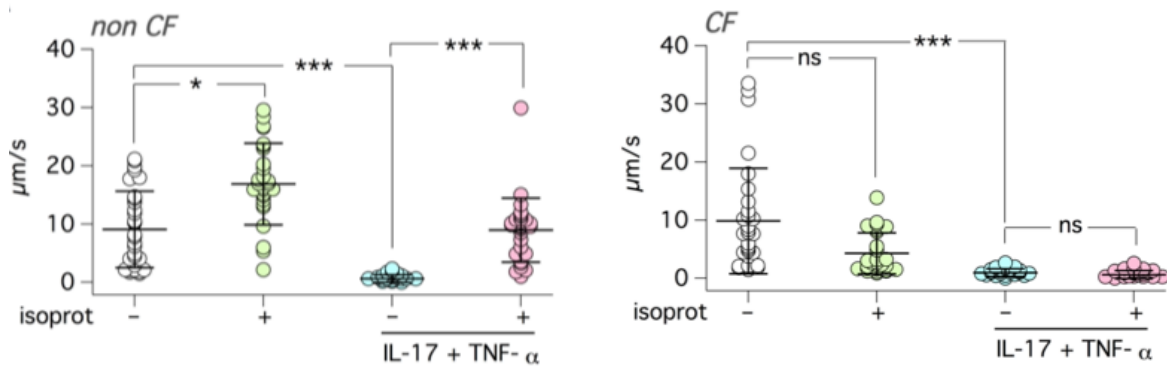 non CF
40
***
***
30
*
20
µm/s
10
0
isoprot - + - +
IL-17 + TNF- α
CF
40
***
ns
30
µm/s
20
10
ns
0
isoprot - + - +
IL-17 + TNF- α